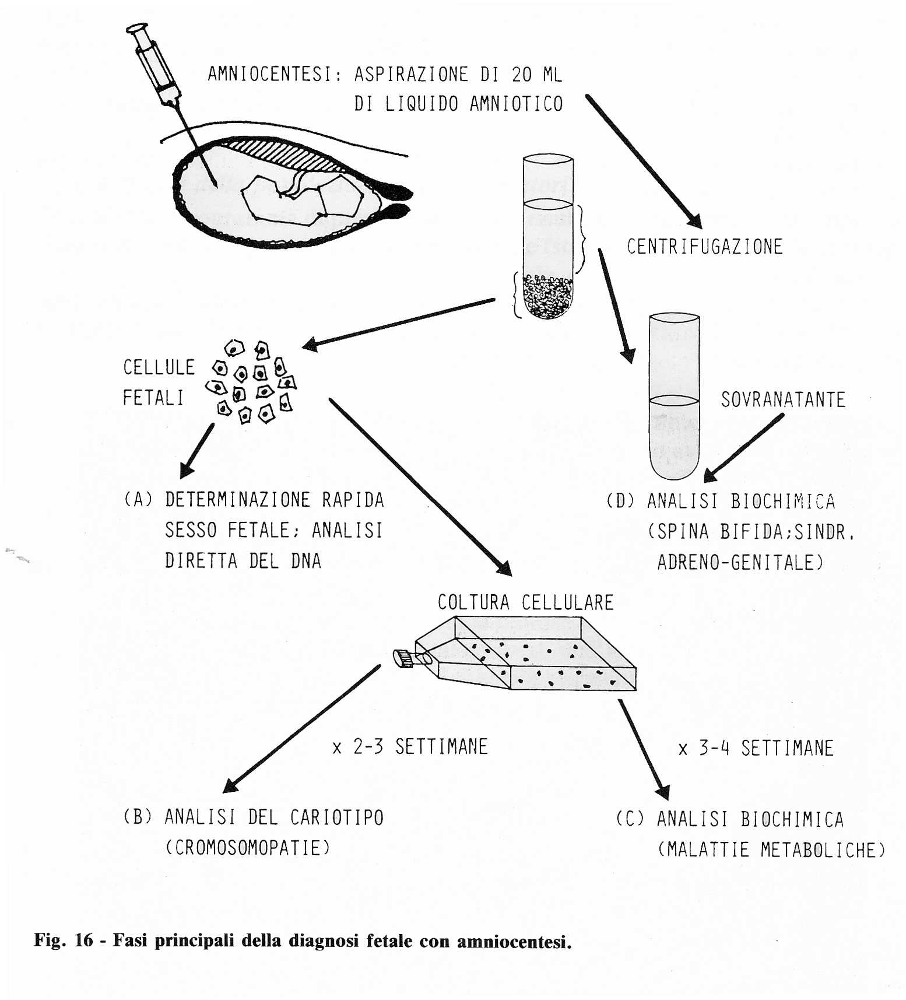 AMNIOCENTESI: ASPIRAZIONE DI 20 ML
DI LIQUIDO AMNIOTICO
CENTRIFUGAZIONE
CELLULE
FETALI
SOVRANATANTE
(A) DETERMINAZIONE RAPIDA
SESSO FETALE; ANALISI
DIRETTA DEL DNA
(D) ANALISI BIOCHIMICA
(SPINA BIFIDA;SINDR.
ADRENO-GENITALE)
COLTURA CELLULARE
x 2-3 SETTIMANE
x 3-4 SETTIMANE
(B) ANALISI DEL CARIOTIPO
(CROMOSOMOPATIE)
(C) ANALISI BIOCHIMICA
(MALATTIE METABOLICHE)
Fig. 16 - Fasi principali della diagnosi fetale con amniocentesi.